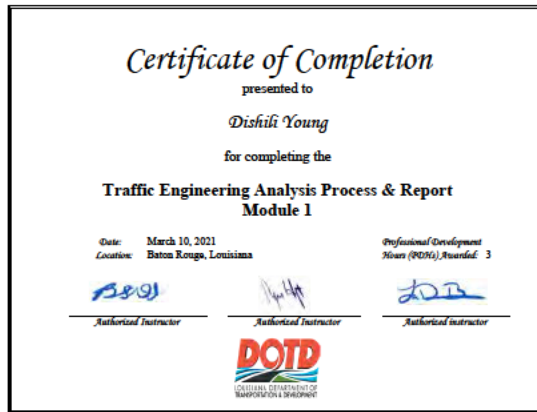 Certificate of Completion
presented to
Dishili Young
for completing the
Traffic Engineering Analysis Process & Report
Module 1
Date: March 10, 2021
Location: Baton Rouge, Louisiana
Professional Development
Hours (PDHs) Awarded: 3
Authorized Instructor
Authorized Instructor
Authorized instructor
DOTD
LOUISIANA DEPARTMENT OF
TRANSPORTATION & DEVELOPMENT